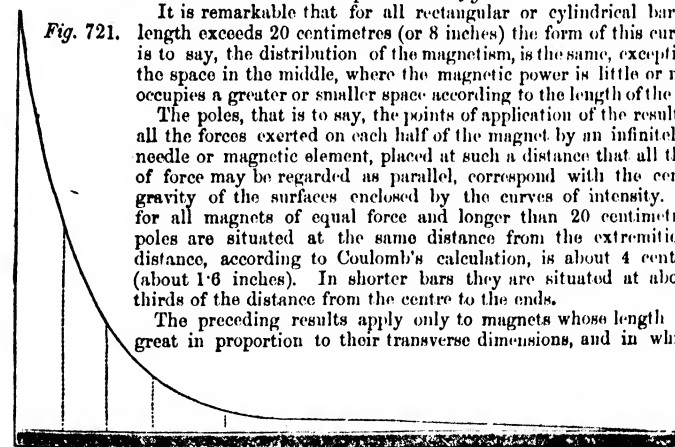 It is remarkable that for all rectangular or cylindrical bar
Fig. 721. length exceeds 20 centimetres (or 8 inches) the form of this cur
is to say, the distribution of the magnetism, is the same, excepti
the space in the middle, where the magnetic power is little or n
occupies a greater or smaller space according to the length of the
The poles, that is to say, the points of application of the result
all the forces exerted on each half of the magnet by an infinitel
needle or magnetic element, placed at such a distance that all th
of force may be regarded as parallel, correspond with the cen
gravity of the surfaces enclosed by the curves of intensity.
for all magnets of equal force and longer than 20 centimetr
poles are situated at the same distance from the extremitie
distance, according to Coulomb's calculation, is about 4 cent
(about 1·6 inches). In shorter bars they are situated at abo
thirds of the distance from the centre to the ends.
The preceding results apply only to magnets whose length
great in proportion to their transverse dimensions, and in whi